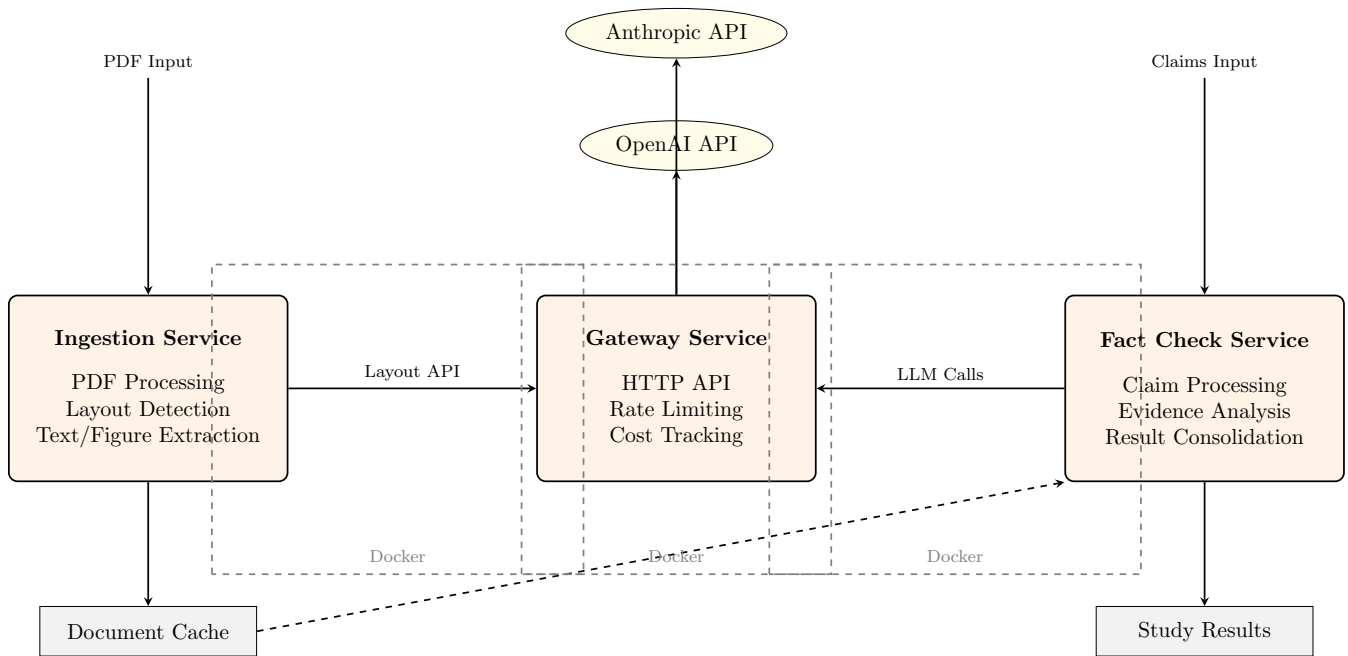 Anthropic API
PDF Input
Claims Input
OpenAI API
Ingestion Service
PDF Processing
Layout Detection
Text/Figure Extraction
Layout API
Gateway Service
HTTP API
Rate Limiting
Cost Tracking
LLM Calls
Fact Check Service
Claim Processing
Evidence Analysis
Result Consolidation
Docker
Docker
Docker
Document Cache
Study Results